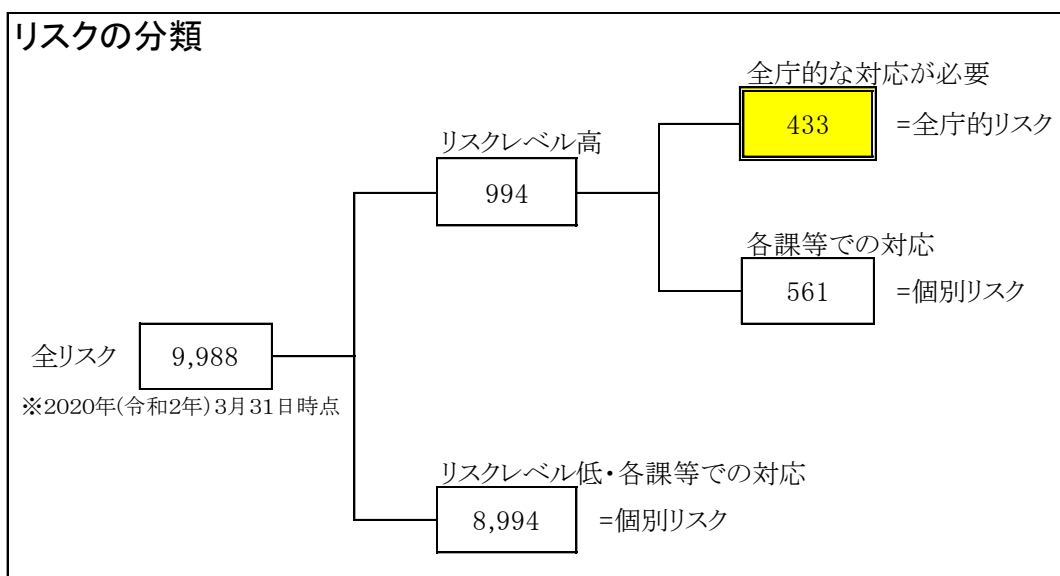 リスクの分類
全庁的な対応が必要
433 =全庁的リスク
リスクレベル高
994
各課等での対応
561 =個別リスク
全リスク 9,988
※2020年(令和2年)3月31日時点
リスクレベル低・各課等での対応
8,994 =個別リスク